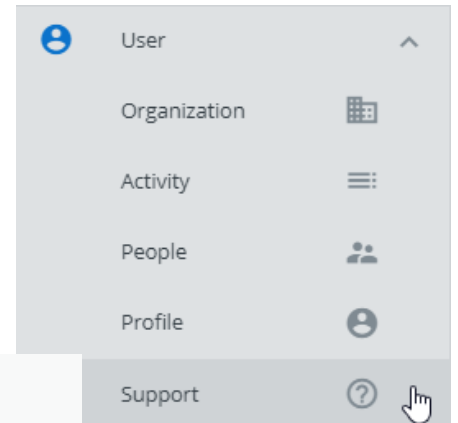 User
Organization
Activity
People
Profile
Support